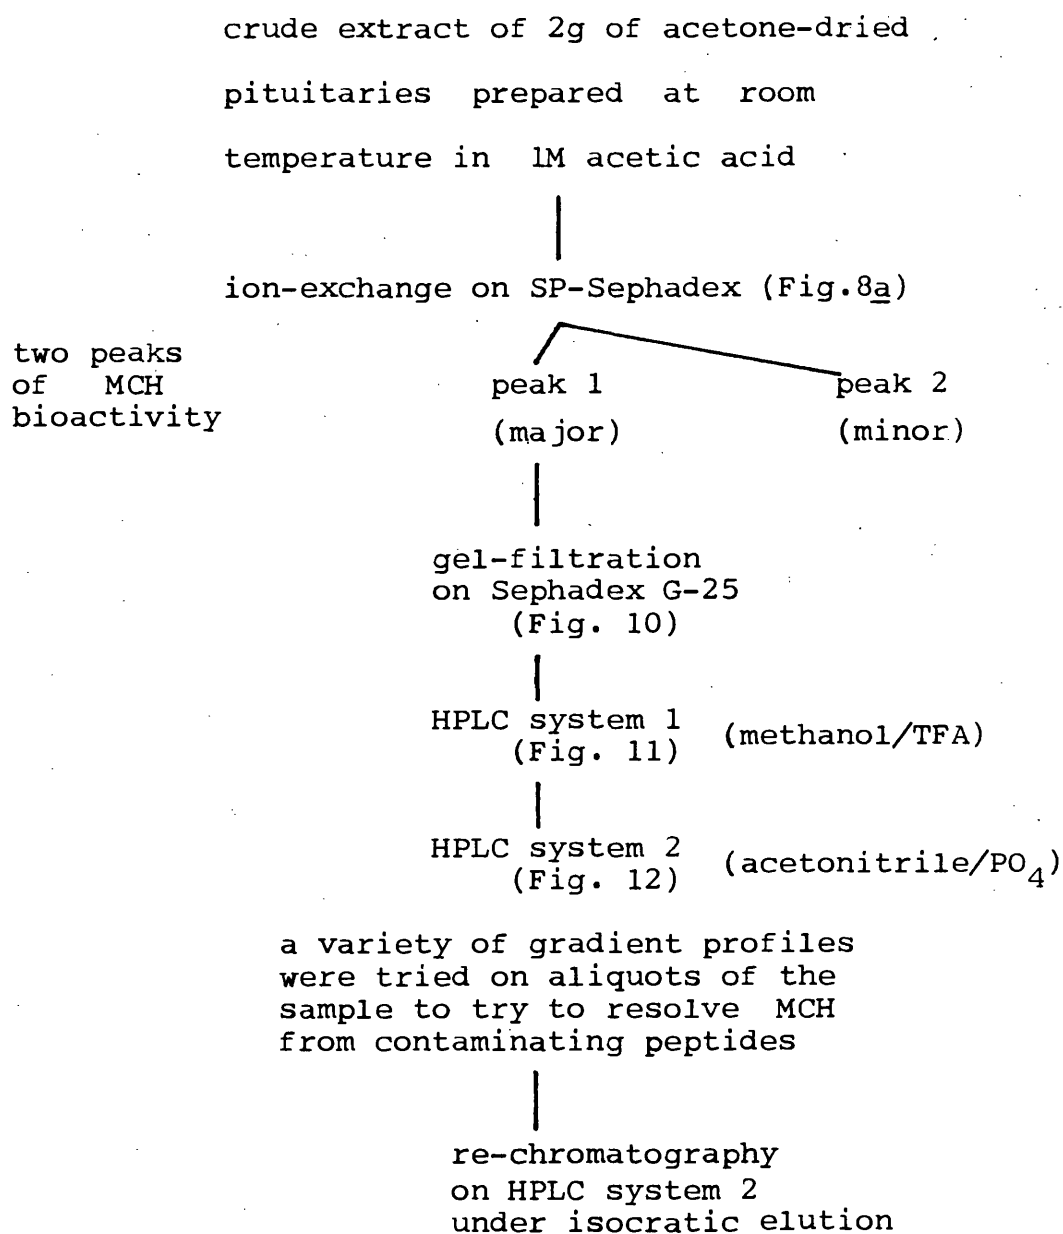 crude extract of 2g of acetone-dried
pituitaries prepared at room
temperature in 1M acetic acid
ion-exchange on SP-Sephadex (Fig.8a)
two peaks
of MCH
bioactivity
peak 1
(major)
peak 2
(minor)
gel-filtration
on Sephadex G-25
(Fig. 10)
HPLC system 1
(Fig. 11)
(methanol/TFA)
HPLC system 2
(Fig. 12)
(acetonitrile/PO4)
a variety of gradient profiles
were tried on aliquots of the
sample to try to resolve MCH
from contaminating peptides
re-chromatography
on HPLC system 2
under isocratic elution